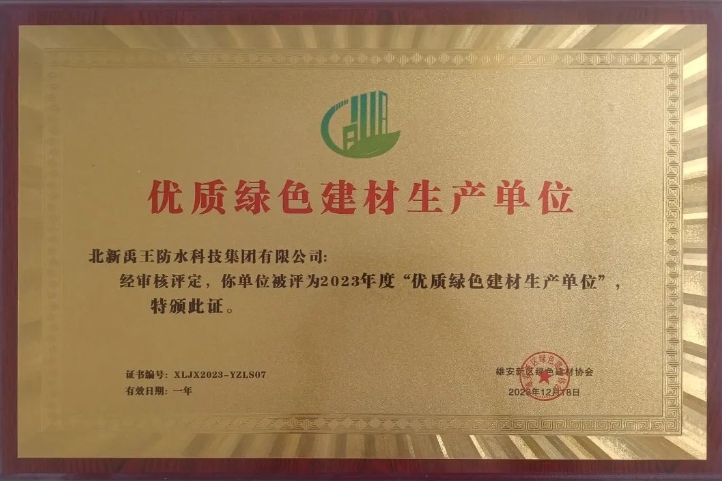 优质绿色建材生产单位
北新禹王防水科技集团有限公司:
经审核评定，你单位被评为2023年度“优质绿色建材生产单位”，
特颁此证。
证书编号: XLJX2023-YZLS07
有效日期: 一年
雄安新区绿色建材协会
2023年12月18日